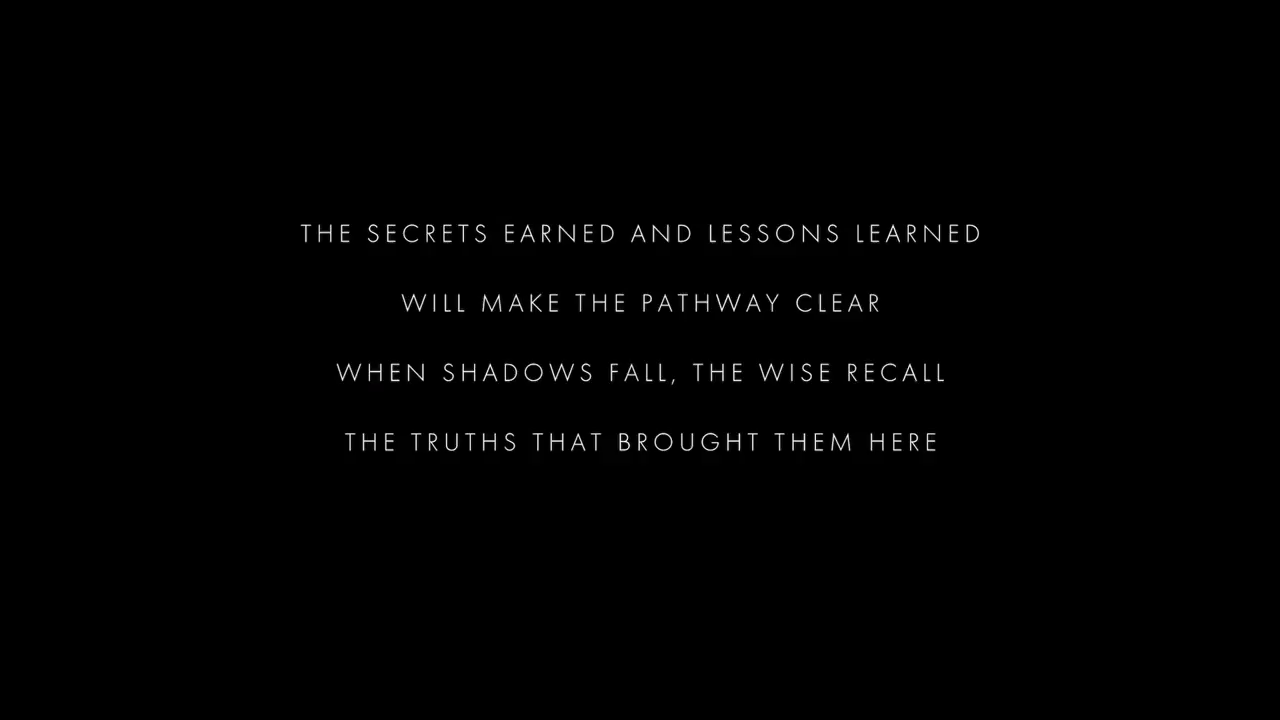 THE SECRETS EARNED AND LESSONS LEARNED
WILL MAKE THE PATHWAY CLEAR
WHEN SHADOWS FALL, THE WISE RECALL
THE TRUTHS THAT BROUGHT THEM HERE